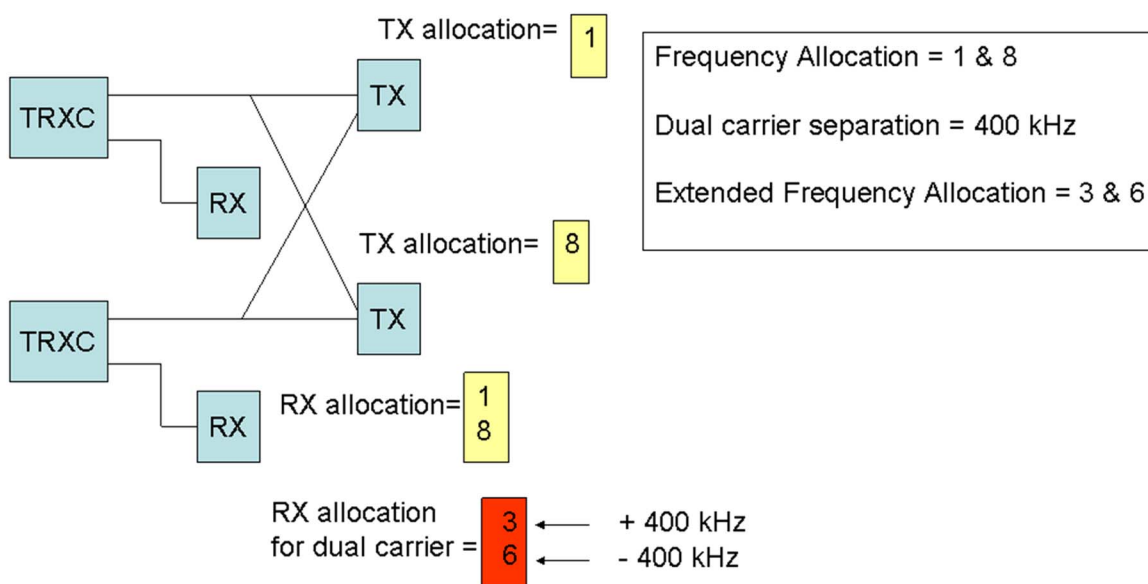 TX allocation= 1
TRXC
TX
RX
Frequency Allocation = 1 & 8
Dual carrier separation = 400 kHz
Extended Frequency Allocation = 3 & 6
TX allocation= 8
TRXC
TX
RX
RX allocation= 1
8
RX allocation
for dual carrier =
3 + 400 kHz
6 - 400 kHz